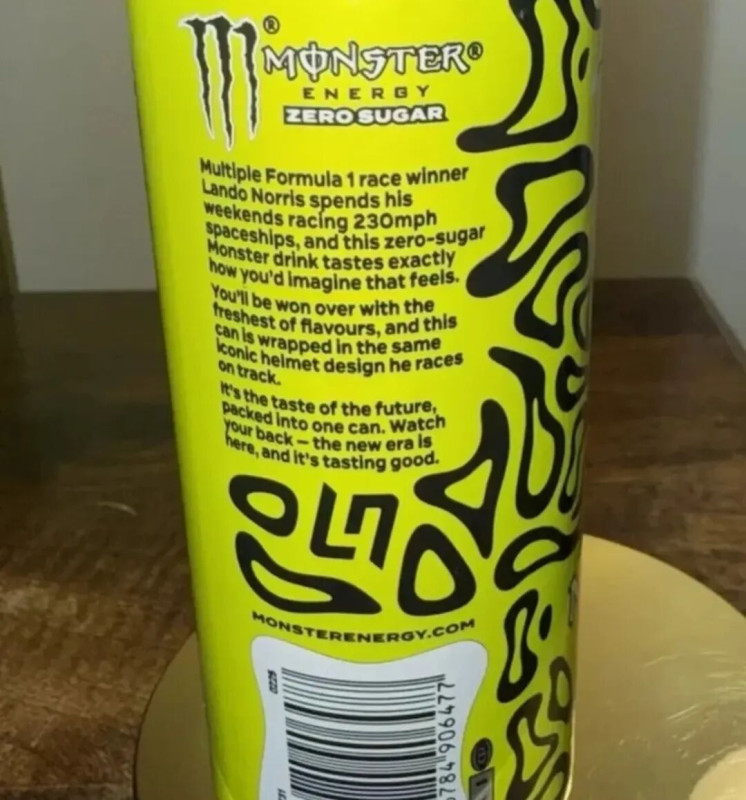 MONSTER®
ENERGY
ZERO SUGAR
Multiple Formula 1 race winner
Lando Norris spends his
weekends racing 230mph
spaceships, and this zero-sugar
Monster drink tastes exactly
how you'd imagine that feels.
You'll be won over with the
freshest of flavours, and this
can is wrapped in the same
iconic helmet design he races
on track.
It's the taste of the future,
packed into one can. Watch
your back – the new era is
here, and it's tasting good.
LN
MONSTERENERGY.COM
0225
784 906477